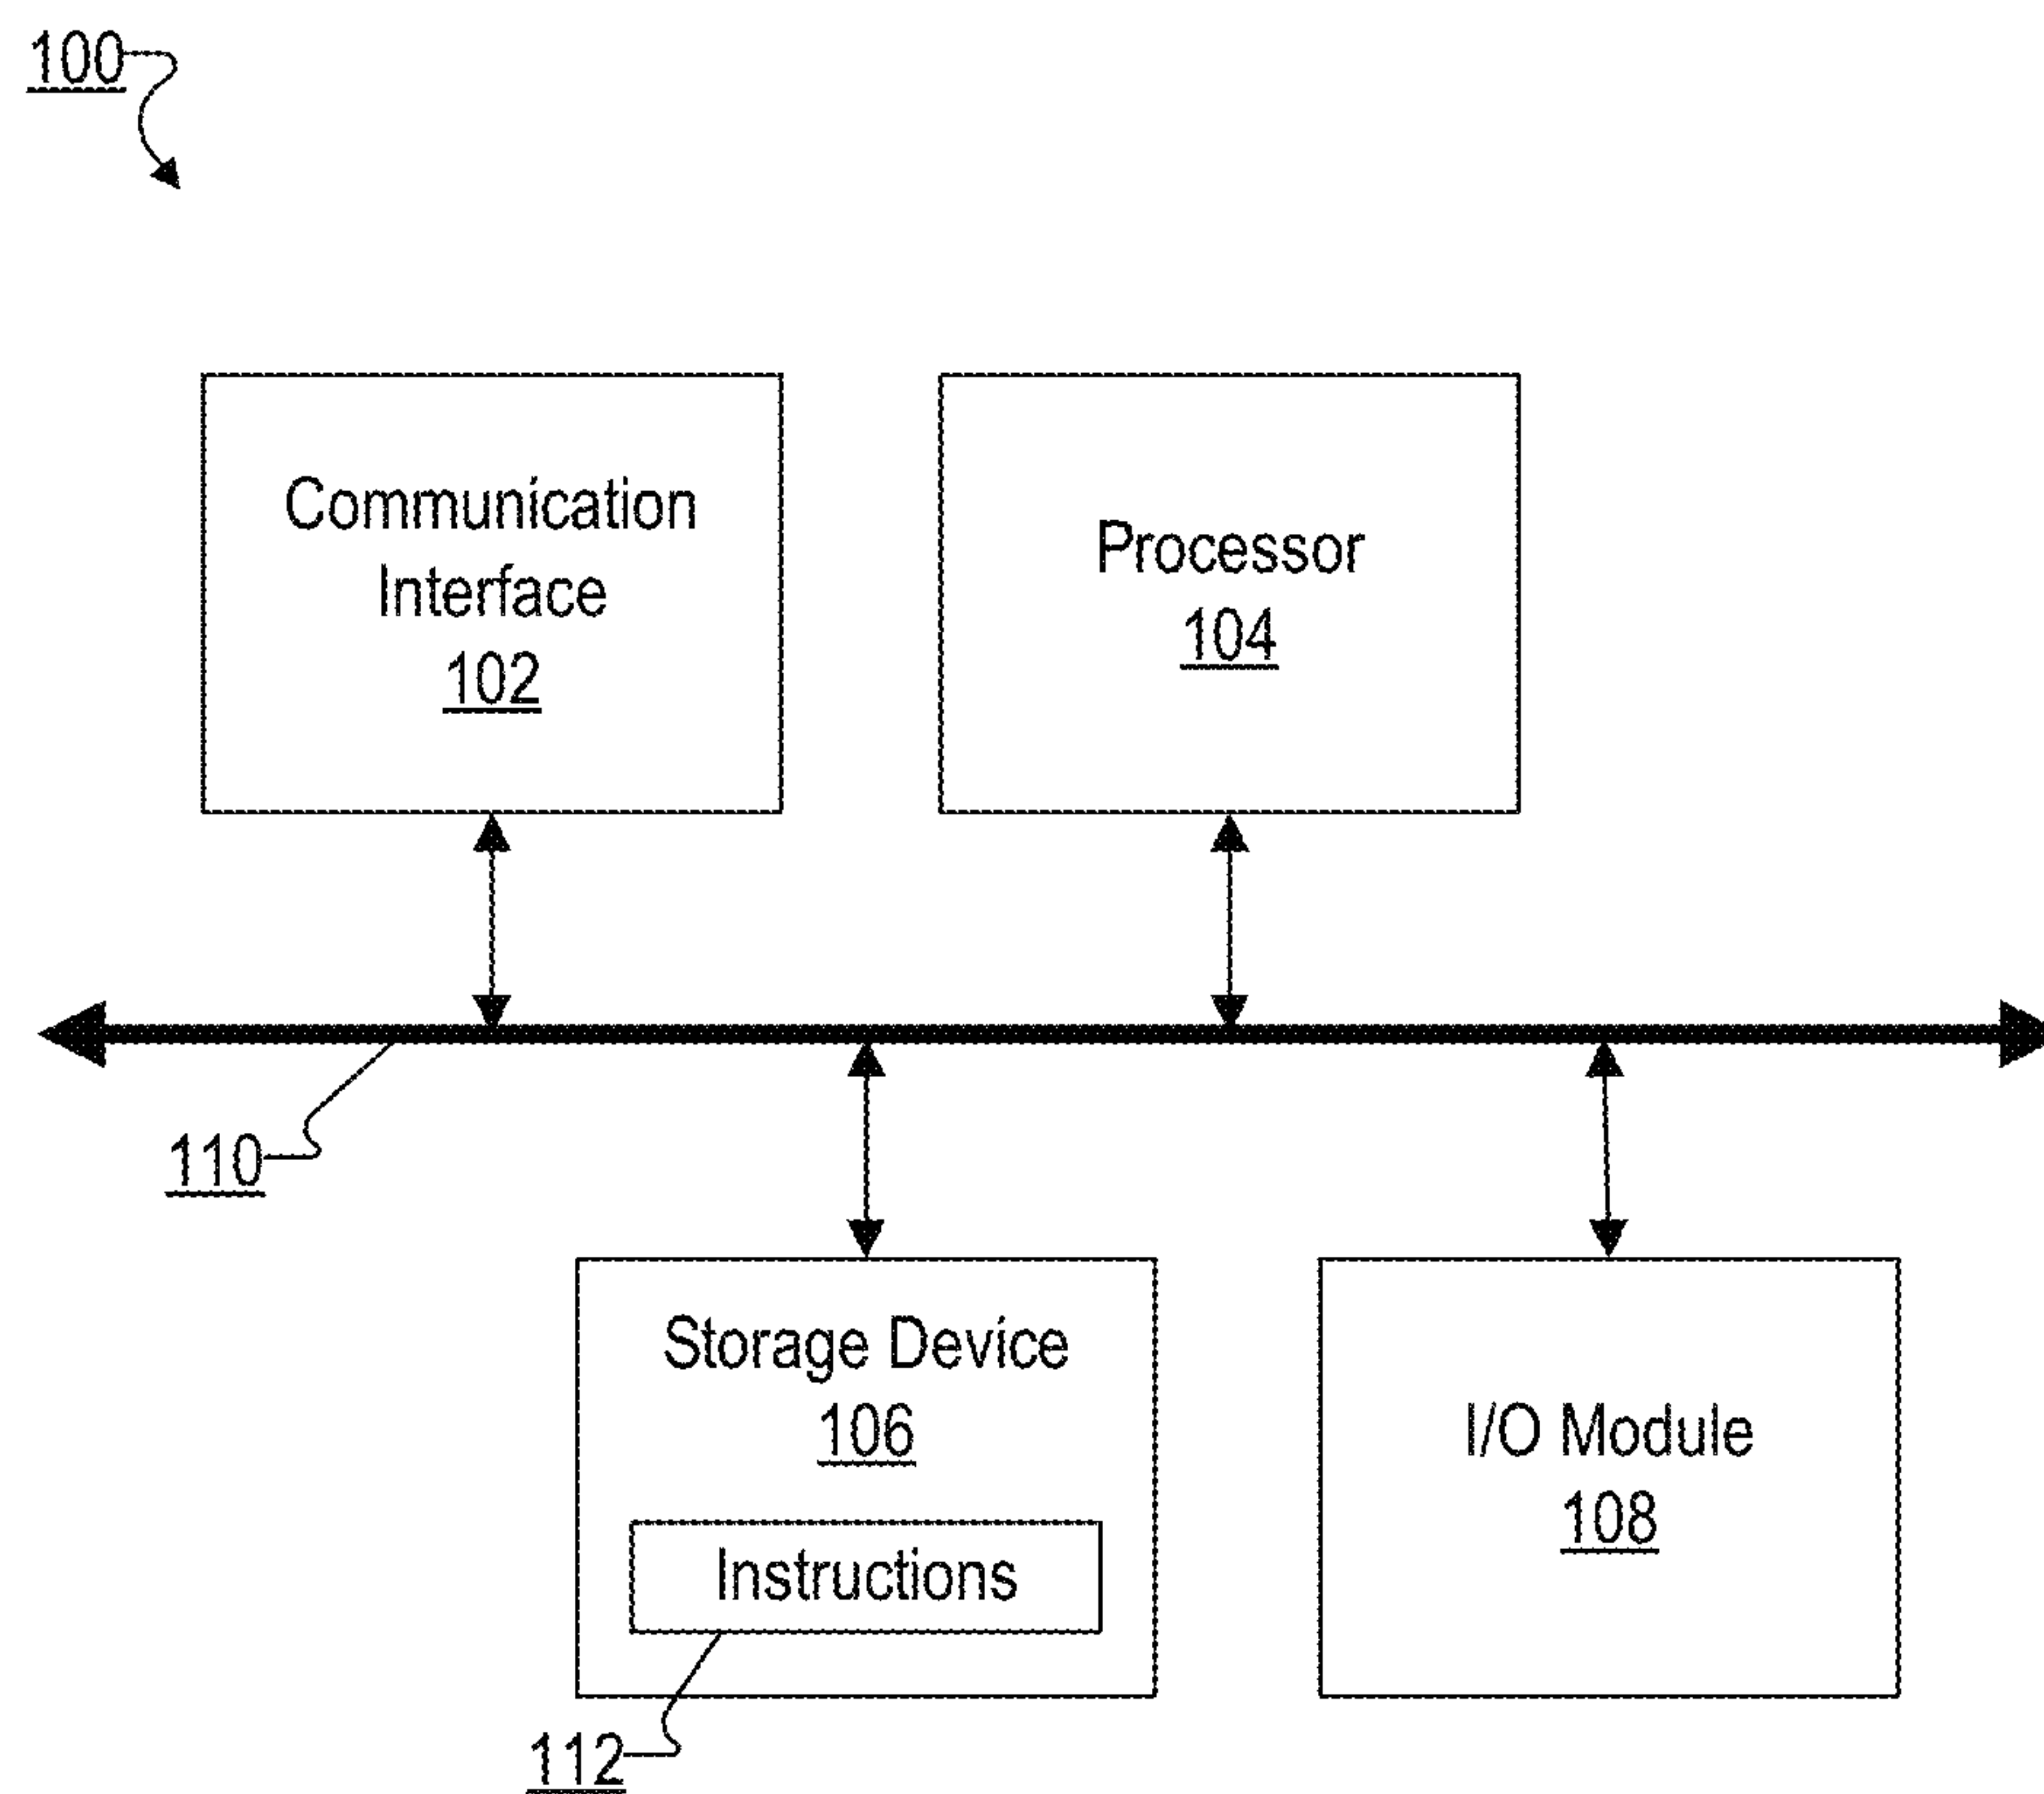 100
Communication
Interface
102
Processor
104
110
Storage Device
106
Instructions
112
I/O Module
108